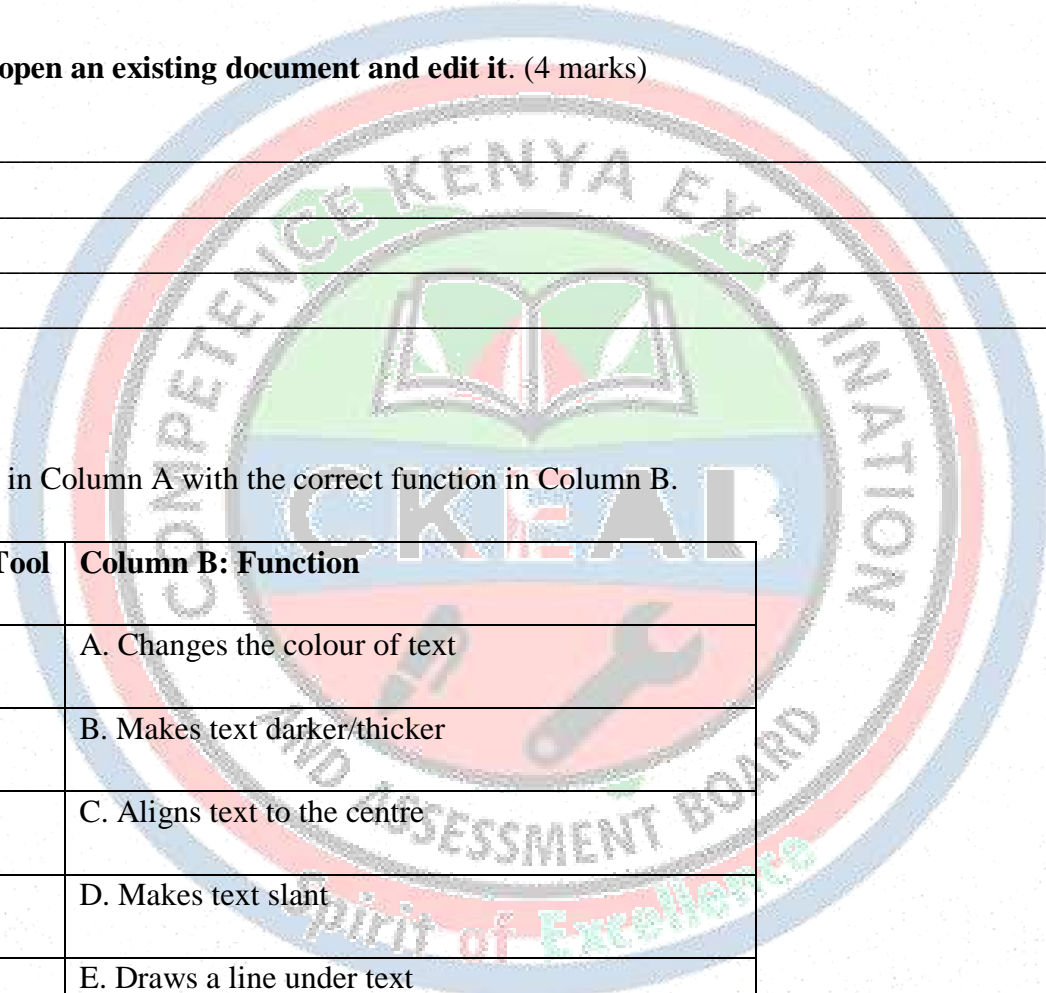 open an existing document and edit it. (4 marks)
in Column A with the correct function in Column B.
Tool Column B: Function
A. Changes the colour of text
B. Makes text darker/thicker
C. Aligns text to the centre
D. Makes text slant
E. Draws a line under text
COMPETENCE KENYA EXAMINATION
CKEAB
AND ASSESSMENT BOARD
Spirit of Excellence